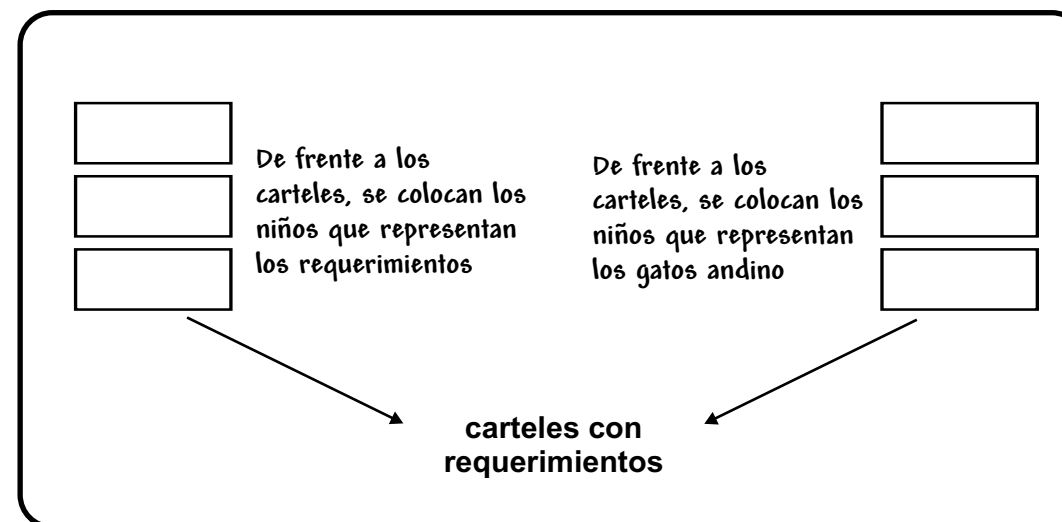 De frente a los
carteles, se colocan los
niños que representan
los requerimientos
De frente a los
carteles, se colocan los
niños que representan
los gatos andino
carteles con
requerimientos